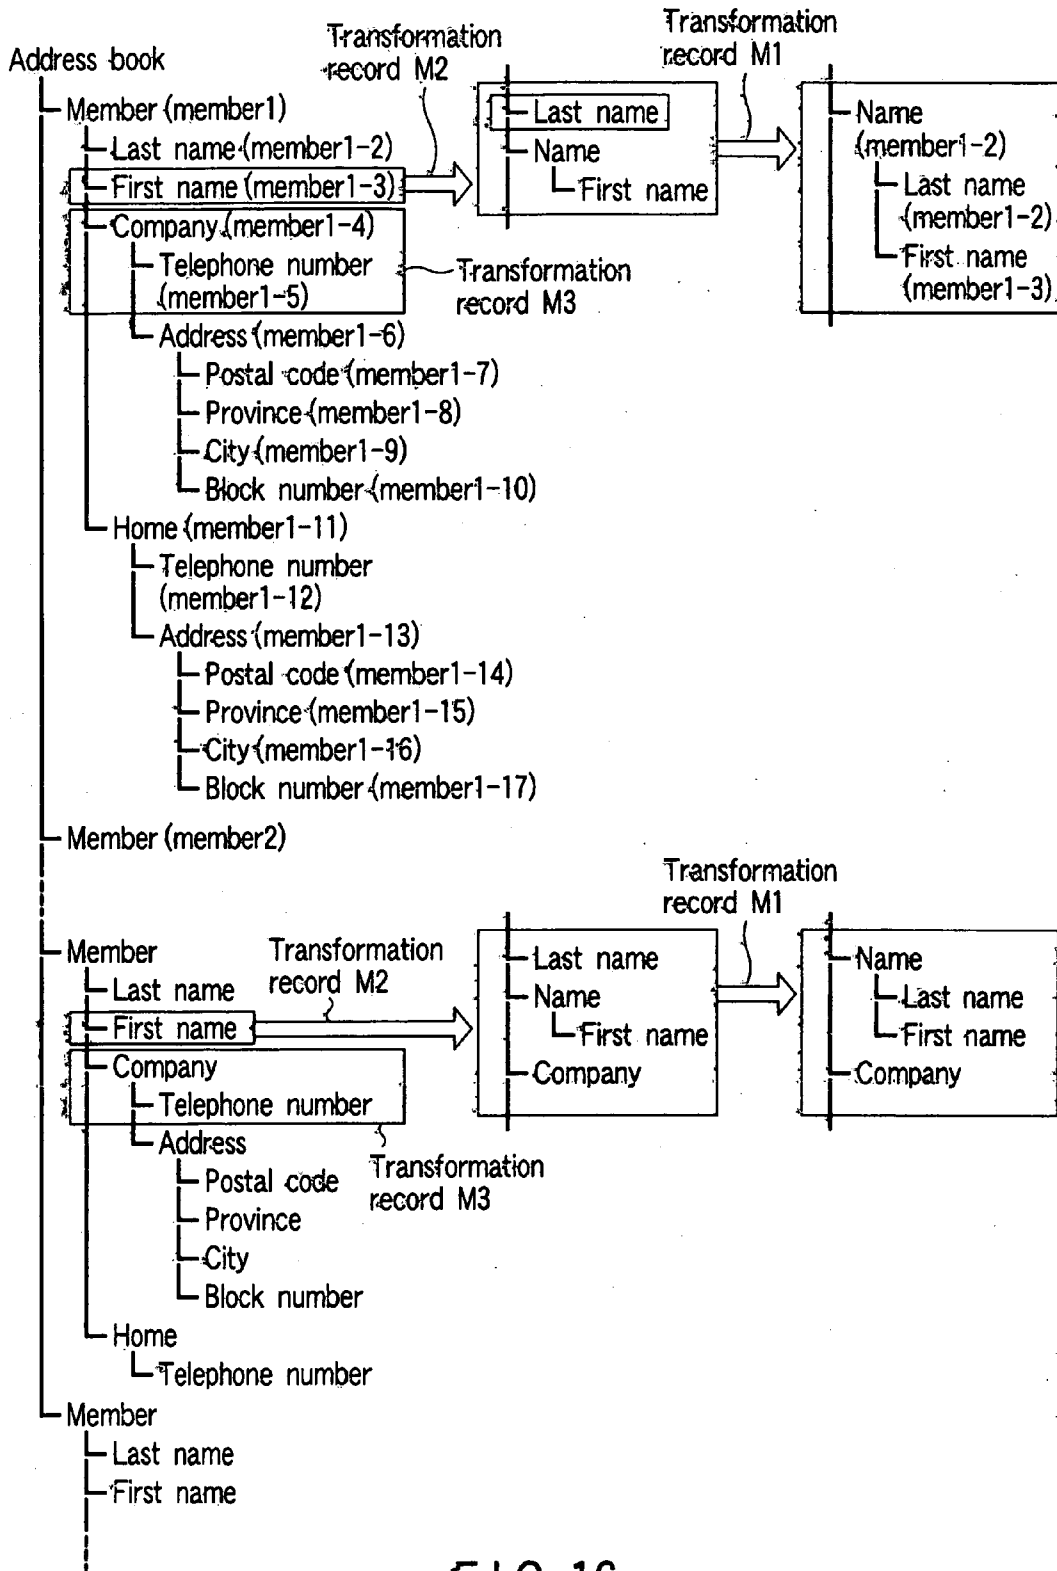 Transformation
record M2
Transformation
record M1
Address book
Member (member1)
Last name (member1-2)
First name (member1-3)
Company (member1-4)
Telephone number
(member1-5)
Address (member1-6)
Postal code (member1-7)
Province (member1-8)
City (member1-9)
Block number (member1-10)
Home (member1-11)
Telephone number
(member1-12)
Address (member1-13)
Postal code (member1-14)
Province (member1-15)
City (member1-16)
Block number (member1-17)
Member (member2)
Last name
Name
First name
Name
(member1-2)
Last name
(member1-2)
First name
(member1-3)
Transformation
record M3
Transformation
record M1
Member
Last name
First name
Company
Telephone number
Address
Postal code
Province
City
Block number
Home
Telephone number
Member
Last name
First name
Transformation
record M2
Transformation
record M3
Last name
Name
First name
Company
Name
Last name
First name
Company
FIG. 16